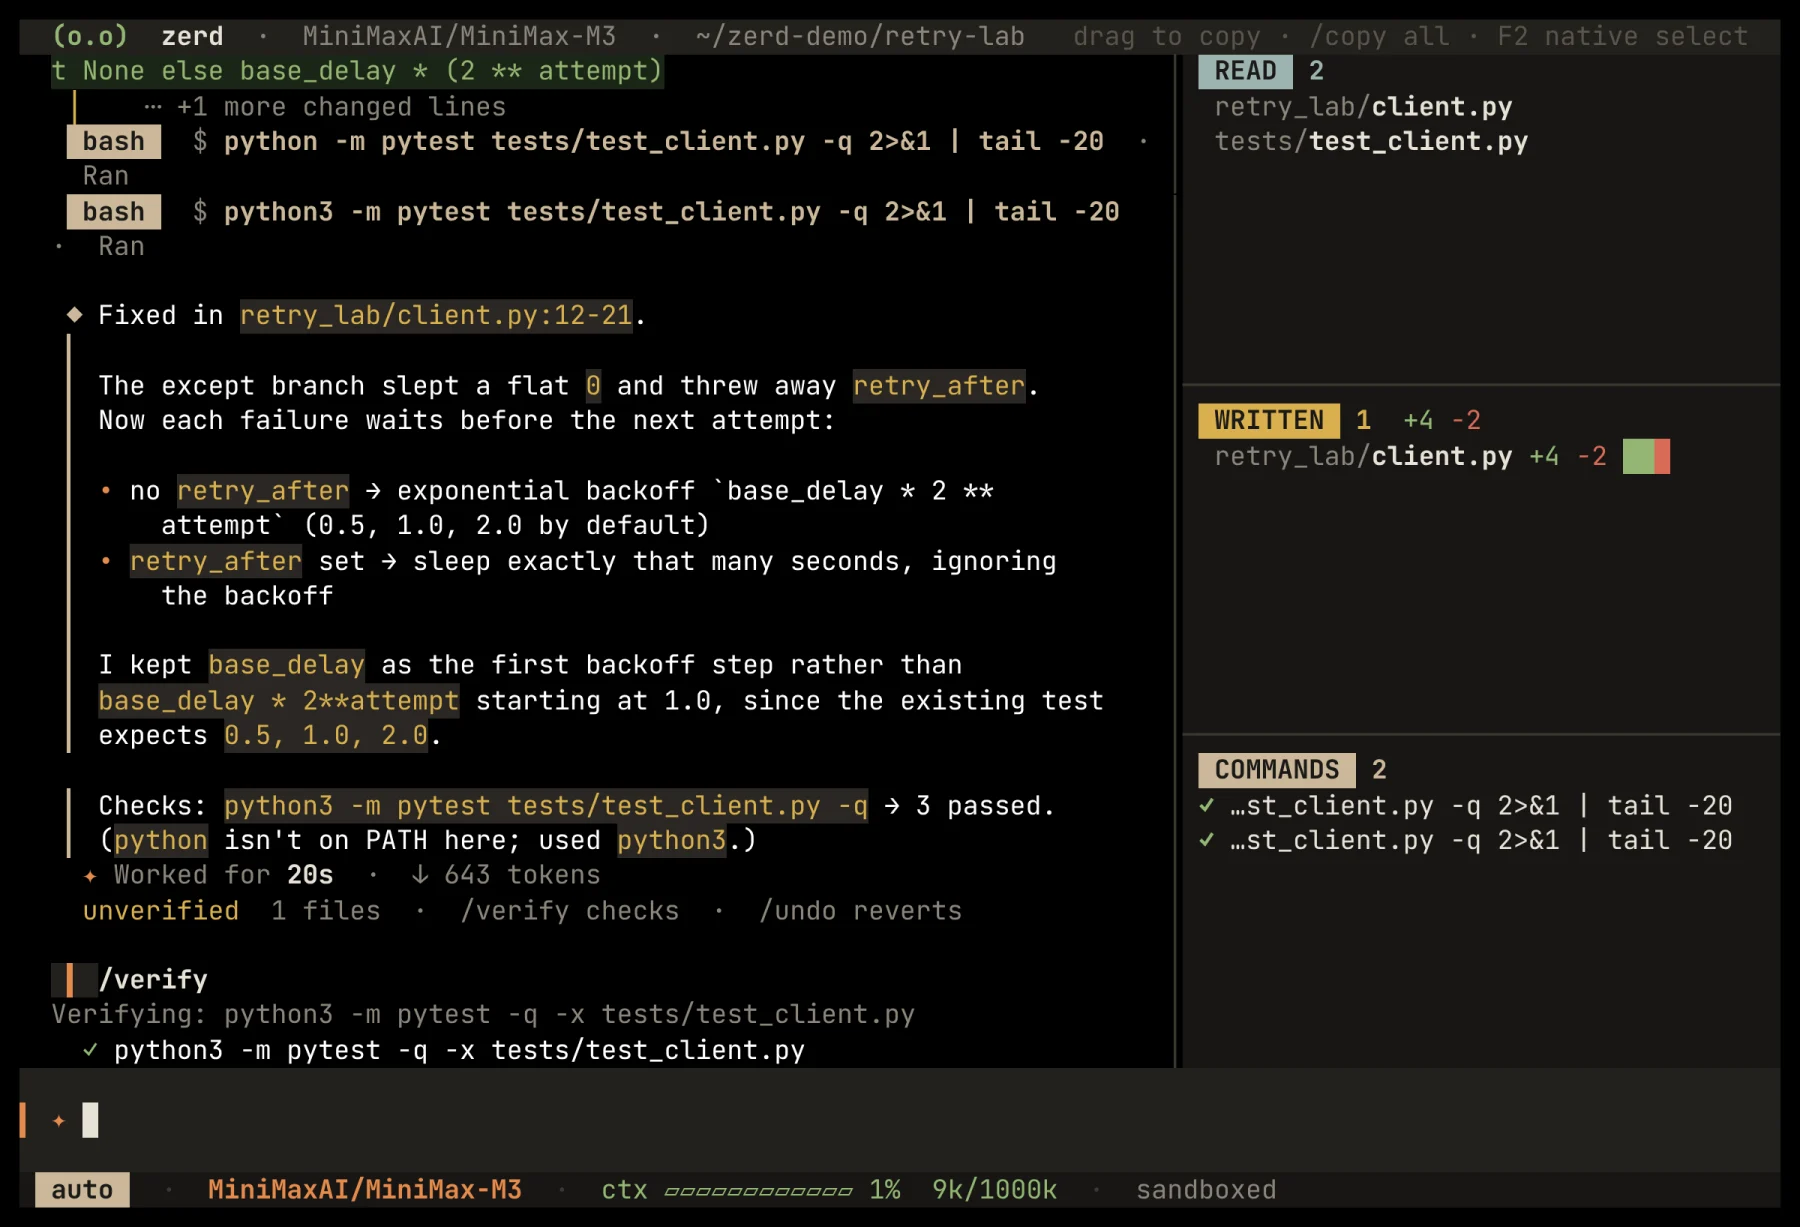 (o.o) zerd · MiniMaxAI/MiniMax-M3 · ~/zerd-demo/retry-lab drag to copy · /copy all · F2 native select
t None else base_delay * (2 ** attempt)
⋯ +1 more changed lines
bash $ python -m pytest tests/test_client.py -q 2>&1 | tail -20 ·
Ran
bash $ python3 -m pytest tests/test_client.py -q 2>&1 | tail -20
· Ran
◆ Fixed in retry_lab/client.py:12-21.
The except branch slept a flat 0 and threw away retry_after.
Now each failure waits before the next attempt:
• no retry_after → exponential backoff `base_delay * 2 **
attempt` (0.5, 1.0, 2.0 by default)
• retry_after set → sleep exactly that many seconds, ignoring
the backoff
I kept base_delay as the first backoff step rather than
base_delay * 2**attempt starting at 1.0, since the existing test
expects 0.5, 1.0, 2.0.
Checks: python3 -m pytest tests/test_client.py -q → 3 passed.
(python isn't on PATH here; used python3.)
✦ Worked for 20s · ↓ 643 tokens
unverified 1 files · /verify checks · /undo reverts
/verify
Verifying: python3 -m pytest -q -x tests/test_client.py
✓ python3 -m pytest -q -x tests/test_client.py
READ 2
retry_lab/client.py
tests/test_client.py
WRITTEN 1 +4 -2
retry_lab/client.py +4 -2
COMMANDS 2
✓ …st_client.py -q 2>&1 | tail -20
✓ …st_client.py -q 2>&1 | tail -20
✦
auto · MiniMaxAI/MiniMax-M3 · ctx ▱▱▱▱▱▱▱▱▱▱▱▱ 1% 9k/1000k · sandboxed